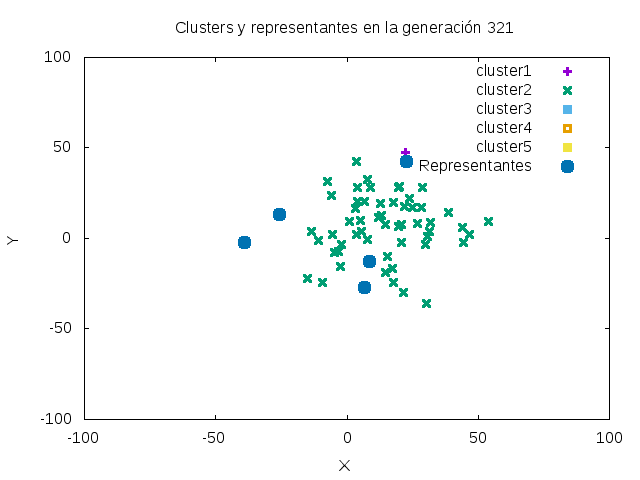 Clusters y representantes en la generación 321
100
50
0
-50
-100
-100
-50
0
50
100
X
Y
cluster1
cluster2
cluster3
cluster4
cluster5
Representantes